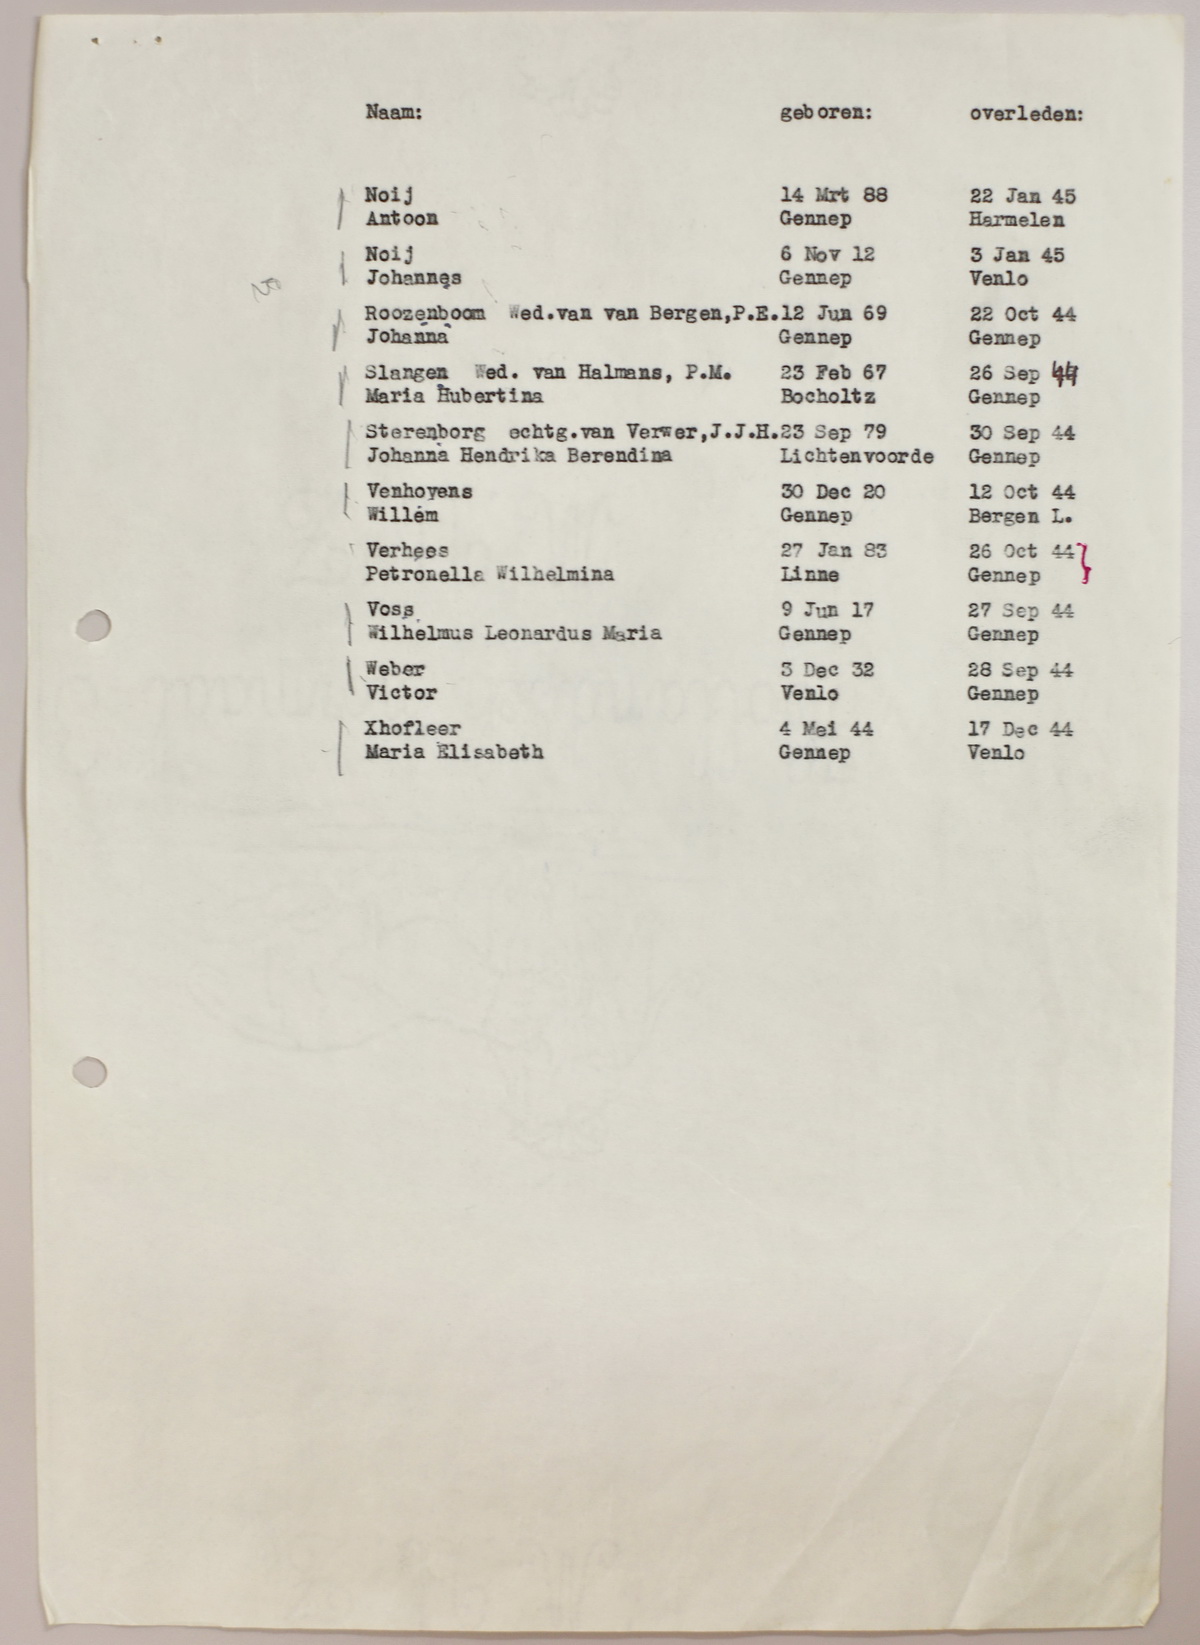 Naam: geboren: overleden:
Noij 14 Mrt 88 22 Jan 45
Antoon Gennep Harmelen
Noij 6 Nov 12 3 Jan 45
Johannes Gennep Venlo
Roozenboom Wed.van van Bergen,P.E.12 Jun 69 22 Oct 44
Johanna Gennep Gennep
Slangen Wed. van Halmans, P.M. 23 Feb 67 26 Sep 44
Maria Hubertina Bocholtz Gennep
Sterenborg echtg.van Verwer,J.J.H.23 Sep 79 30 Sep 44
Johanna Hendrika Berendina Lichtenvoorde Gennep
Venhovens 30 Dec 20 12 Oct 44
Willem Gennep Bergen L.
Verhees 27 Jan 83 26 Oct 44
Petronella Wilhelmina Linne Gennep
Voss 9 Jun 17 27 Sep 44
Wilhelmus Leonardus Maria Gennep Gennep
Weber 3 Dec 32 28 Sep 44
Victor Venlo Gennep
Xhofleer 4 Mei 44 17 Dec 44
Maria Elisabeth Gennep Venlo